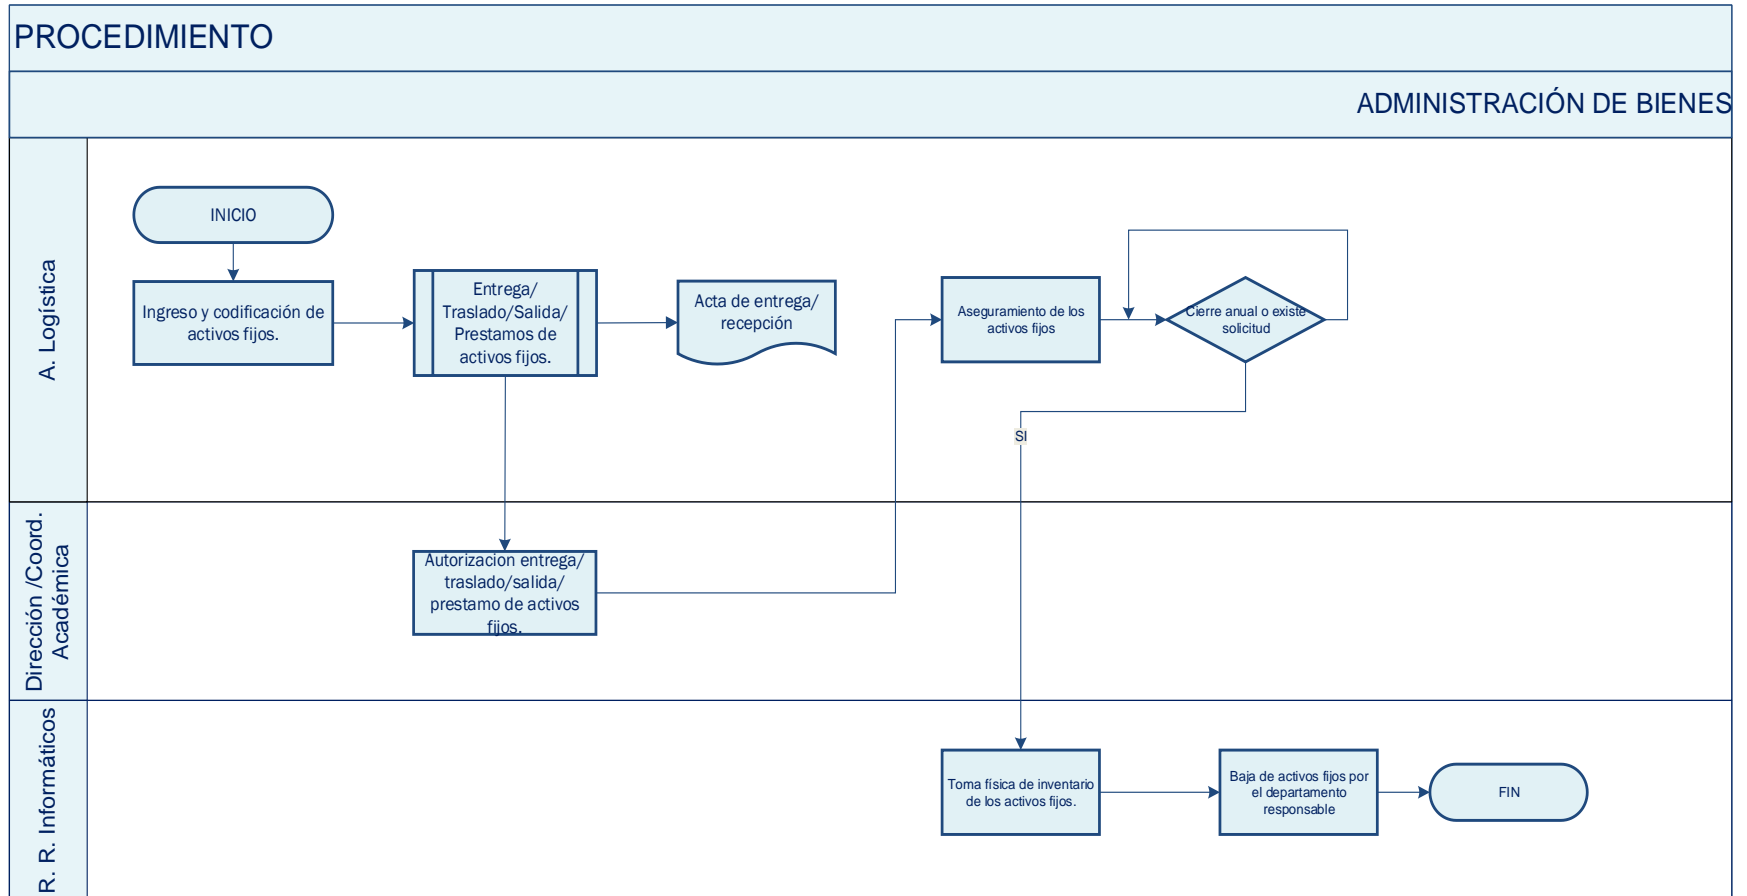 PROCEDIMIENTO
ADMINISTRACIÓN DE BIENES
A. Logística
INICIO
Ingreso y codificación de
activos fijos.
Entrega/
Traslado/Salida/
Prestamos de
activos fijos.
Acta de entrega/
recepción
Aseguramiento de los
activos fijos
Cierre anual o existe
solicitud
SI
Dirección /Coord.
Académica
Autorizacion entrega/
traslado/salida/
prestamo de activos
fijos.
R. R. Informáticos
Toma física de inventario
de los activos fijos.
Baja de activos fijos por
el departamento
responsable
FIN